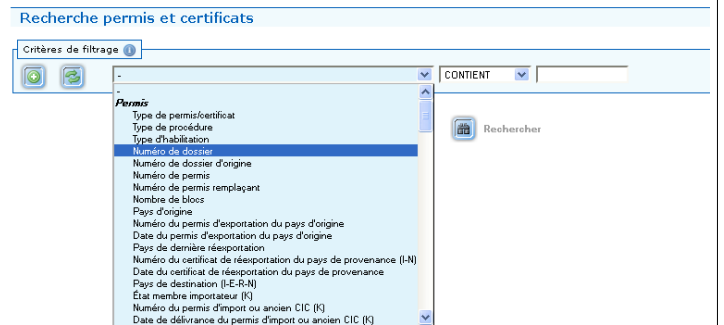 Recherche permis et certificats
Critères de filtrage i
- CONTIENT
-
Permis
Type de permis/certificat
Type de procédure
Type d'habilitation
Numéro de dossier
Numéro de dossier d'origine
Numéro de permis
Numéro de permis remplaçant
Nombre de blocs
Pays d'origine
Numéro du permis d'exportation du pays d'origine
Date du permis d'exportation du pays d'origine
Pays de dernière réexportation
Numéro du certificat de réexportation du pays de provenance (I-N)
Date du certificat de réexportation du pays de provenance
Pays de destination (I-E-R-N)
État membre importateur (K)
Numéro du permis d'import ou ancien CIC (K)
Date de délivrance du permis d'import ou ancien CIC (K)
Rechercher